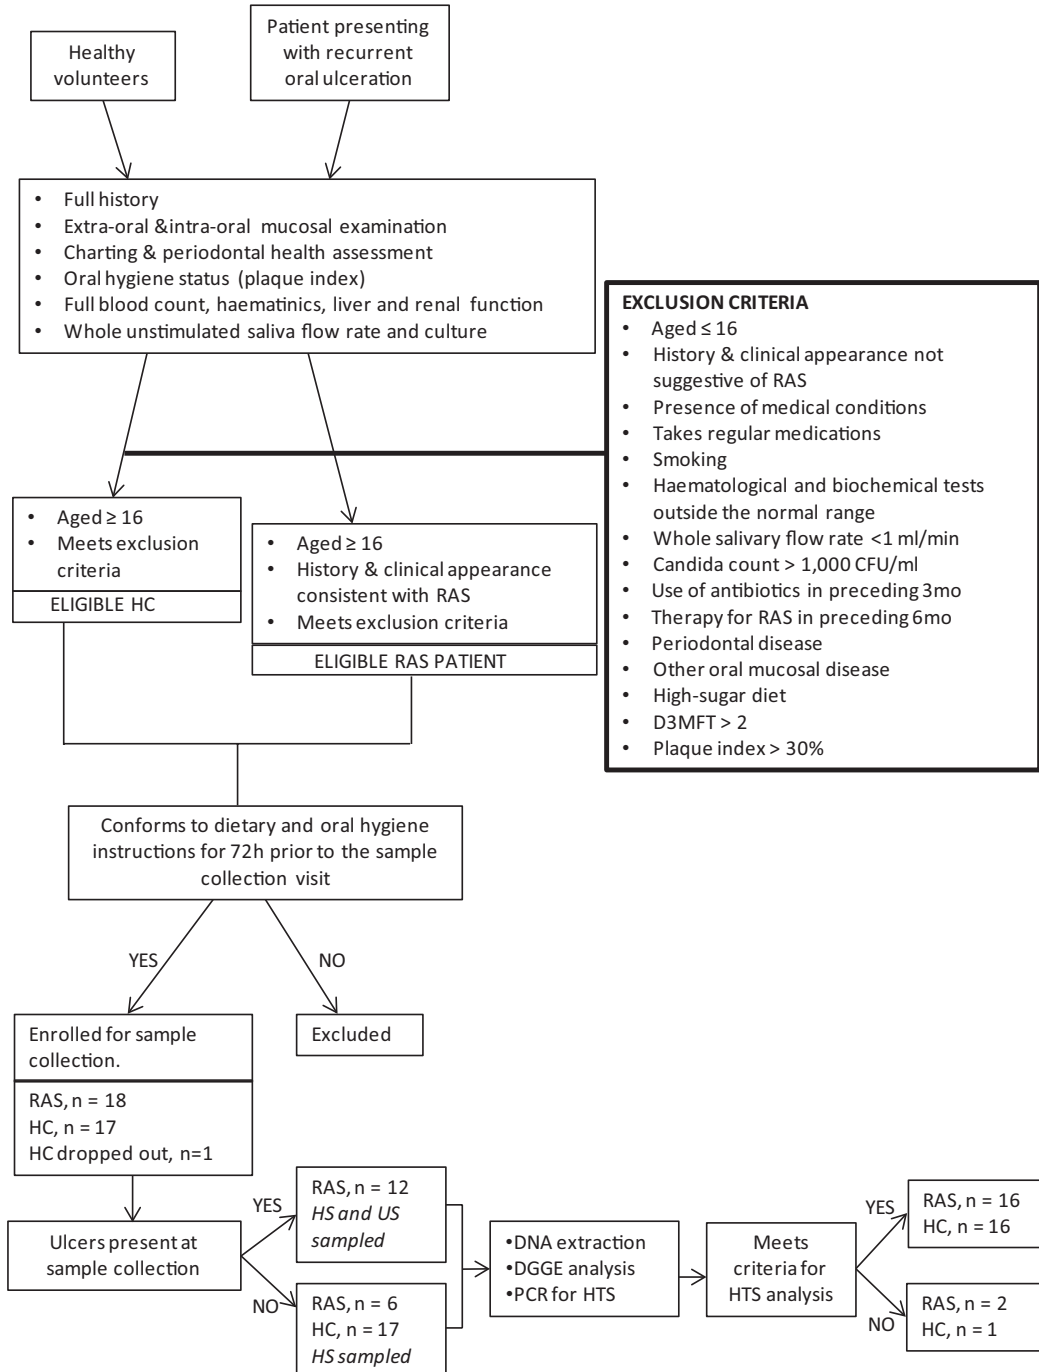 Healthy
volunteers
Patient presenting
with recurrent
oral ulceration
• Full history
• Extra-oral &intra-oral mucosal examination
• Charting & periodontal health assessment
• Oral hygiene status (plaque index)
• Full blood count, haematinics, liver and renal function
• Whole unstimulated saliva flow rate and culture
EXCLUSION CRITERIA
• Aged ≤ 16
• History & clinical appearance not
suggestive of RAS
• Presence of medical conditions
• Takes regular medications
• Smoking
• Haematological and biochemical tests
outside the normal range
• Whole salivary flow rate <1 ml/min
• Candida count > 1,000 CFU/ml
• Use of antibiotics in preceding 3mo
• Therapy for RAS in preceding 6mo
• Periodontal disease
• Other oral mucosal disease
• High-sugar diet
• D3MFT > 2
• Plaque index > 30%
• Aged ≥ 16
• Meets exclusion
criteria
ELIGIBLE HC
• Aged ≥ 16
• History & clinical appearance
consistent with RAS
• Meets exclusion criteria
ELIGIBLE RAS PATIENT
Conforms to dietary and oral hygiene
instructions for 72h prior to the sample
collection visit
YES
NO
Enrolled for sample
collection.
RAS, n = 18
HC, n = 17
HC dropped out, n=1
Excluded
Ulcers present at
sample collection
YES
NO
RAS, n = 12
HS and US
sampled
RAS, n = 6
HC, n = 17
HS sampled
•DNA extraction
•DGGE analysis
•PCR for HTS
Meets
criteria for
HTS analysis
YES
NO
RAS, n = 16
HC, n = 16
RAS, n = 2
HC, n = 1